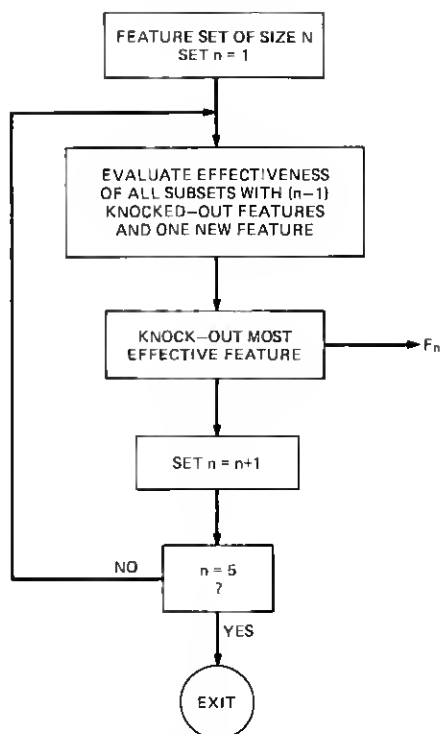 FEATURE SET OF SIZE N
SET n = 1
EVALUATE EFFECTIVENESS
OF ALL SUBSETS WITH (n-1)
KNOCKED-OUT FEATURES
AND ONE NEW FEATURE
KNOCK-OUT MOST
EFFECTIVE FEATURE
Fn
SET n = n+1
NO
n = 5
?
YES
EXIT